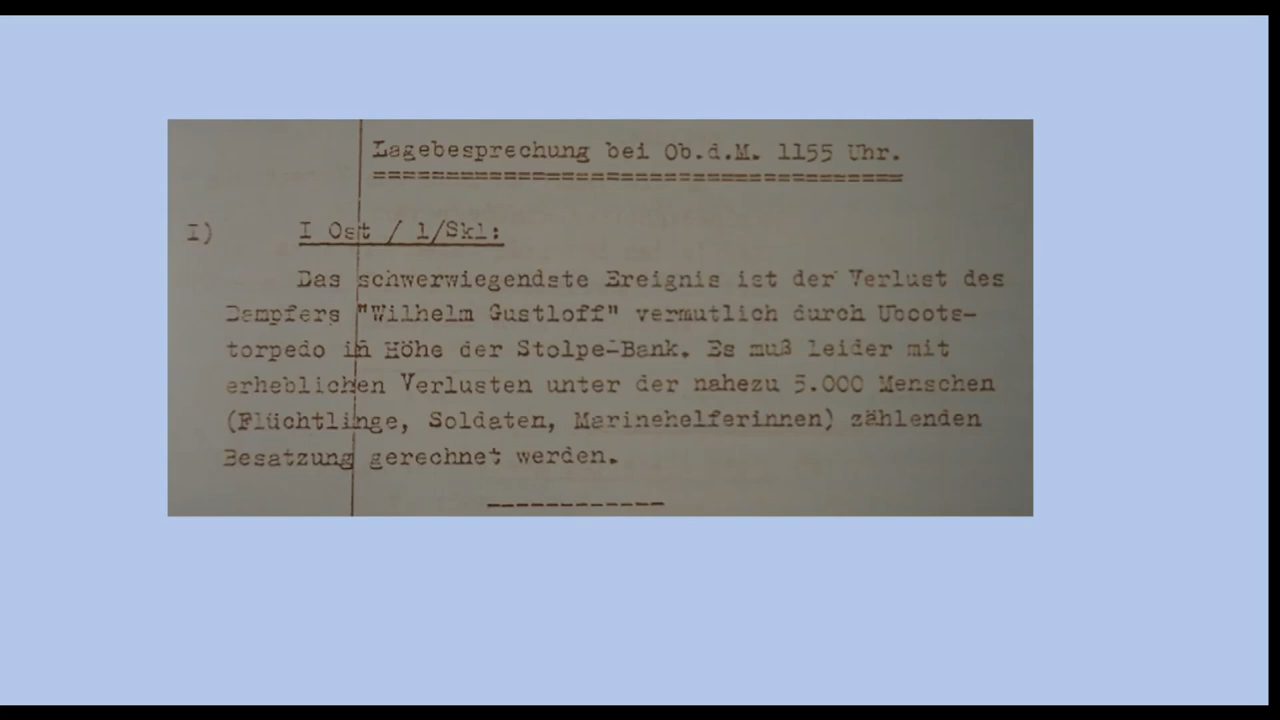 Lagebesprechung bei Ob.d.M. 1155 Uhr.
I) I Ost / 1/Skl:
Das schwerwiegendste Ereignis ist der Verlust des
Dampfers "Wilhelm Gustloff" vermutlich durch Uboots-
torpedo in Höhe der Stolpe-Bank. Es muß leider mit
erheblichen Verlusten unter der nahezu 5.000 Menschen
(Flüchtlinge, Soldaten, Marinehelferinnen) zählenden
Besatzung gerechnet werden.